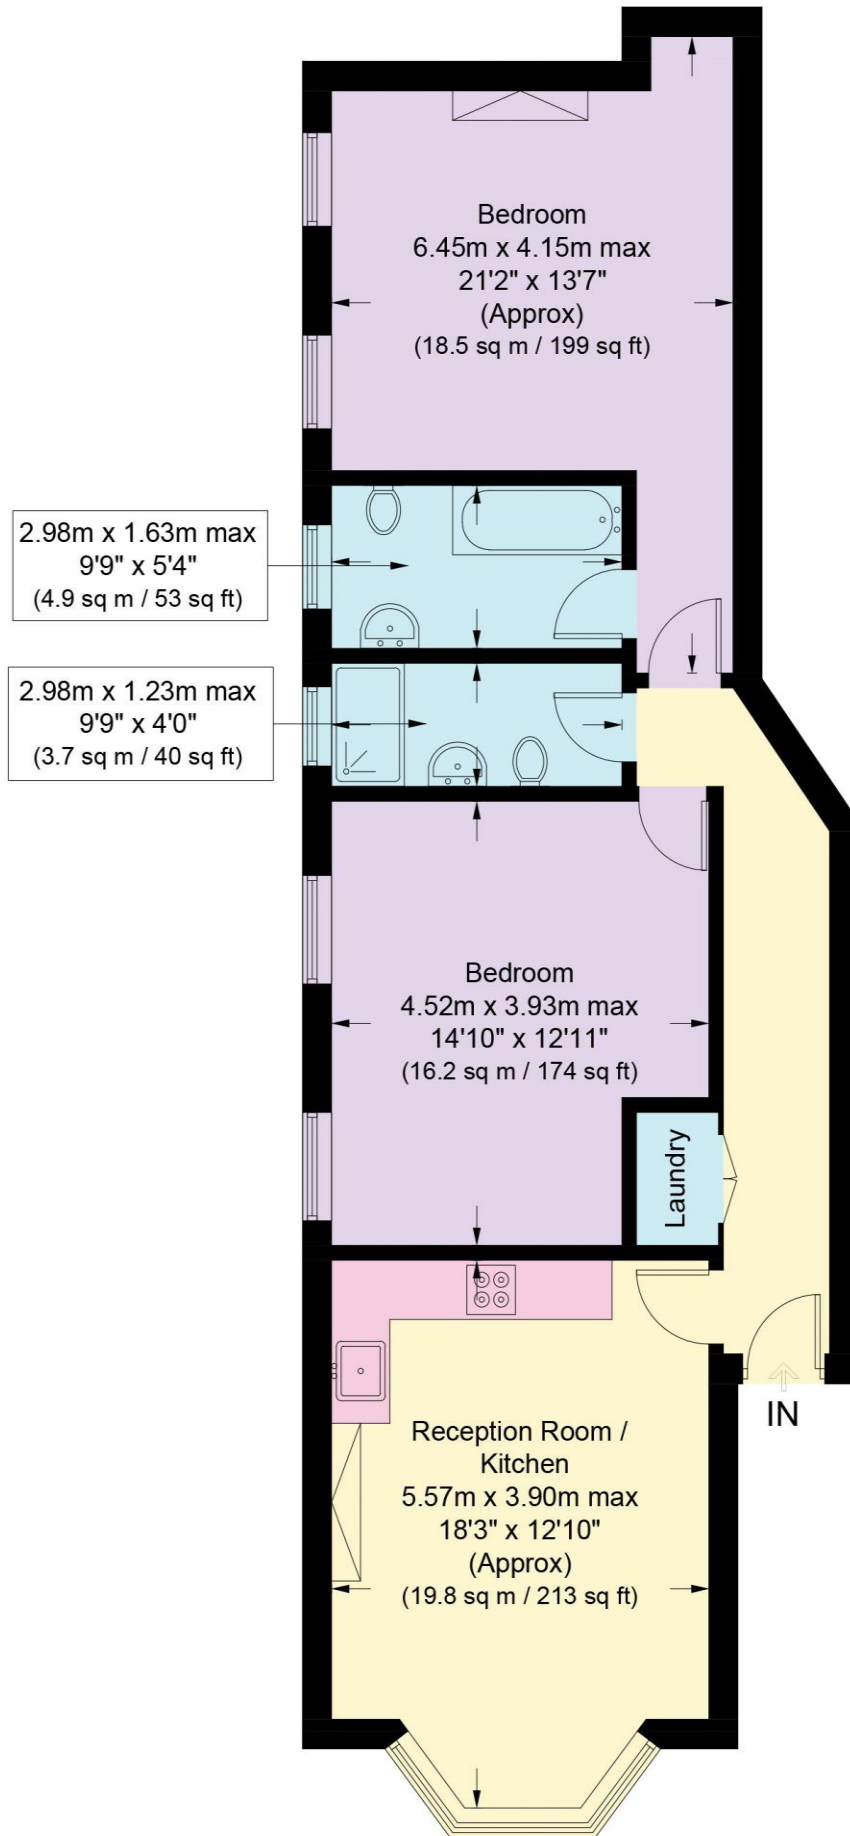 Bedroom
6.45m x 4.15m max
21'2" x 13'7"
(Approx)
(18.5 sq m / 199 sq ft)
2.98m x 1.63m max
9'9" x 5'4"
(4.9 sq m / 53 sq ft)
2.98m x 1.23m max
9'9" x 4'0"
(3.7 sq m / 40 sq ft)
Bedroom
4.52m x 3.93m max
14'10" x 12'11"
(16.2 sq m / 174 sq ft)
Laundry
IN
Reception Room /
Kitchen
5.57m x 3.90m max
18'3" x 12'10"
(Approx)
(19.8 sq m / 213 sq ft)